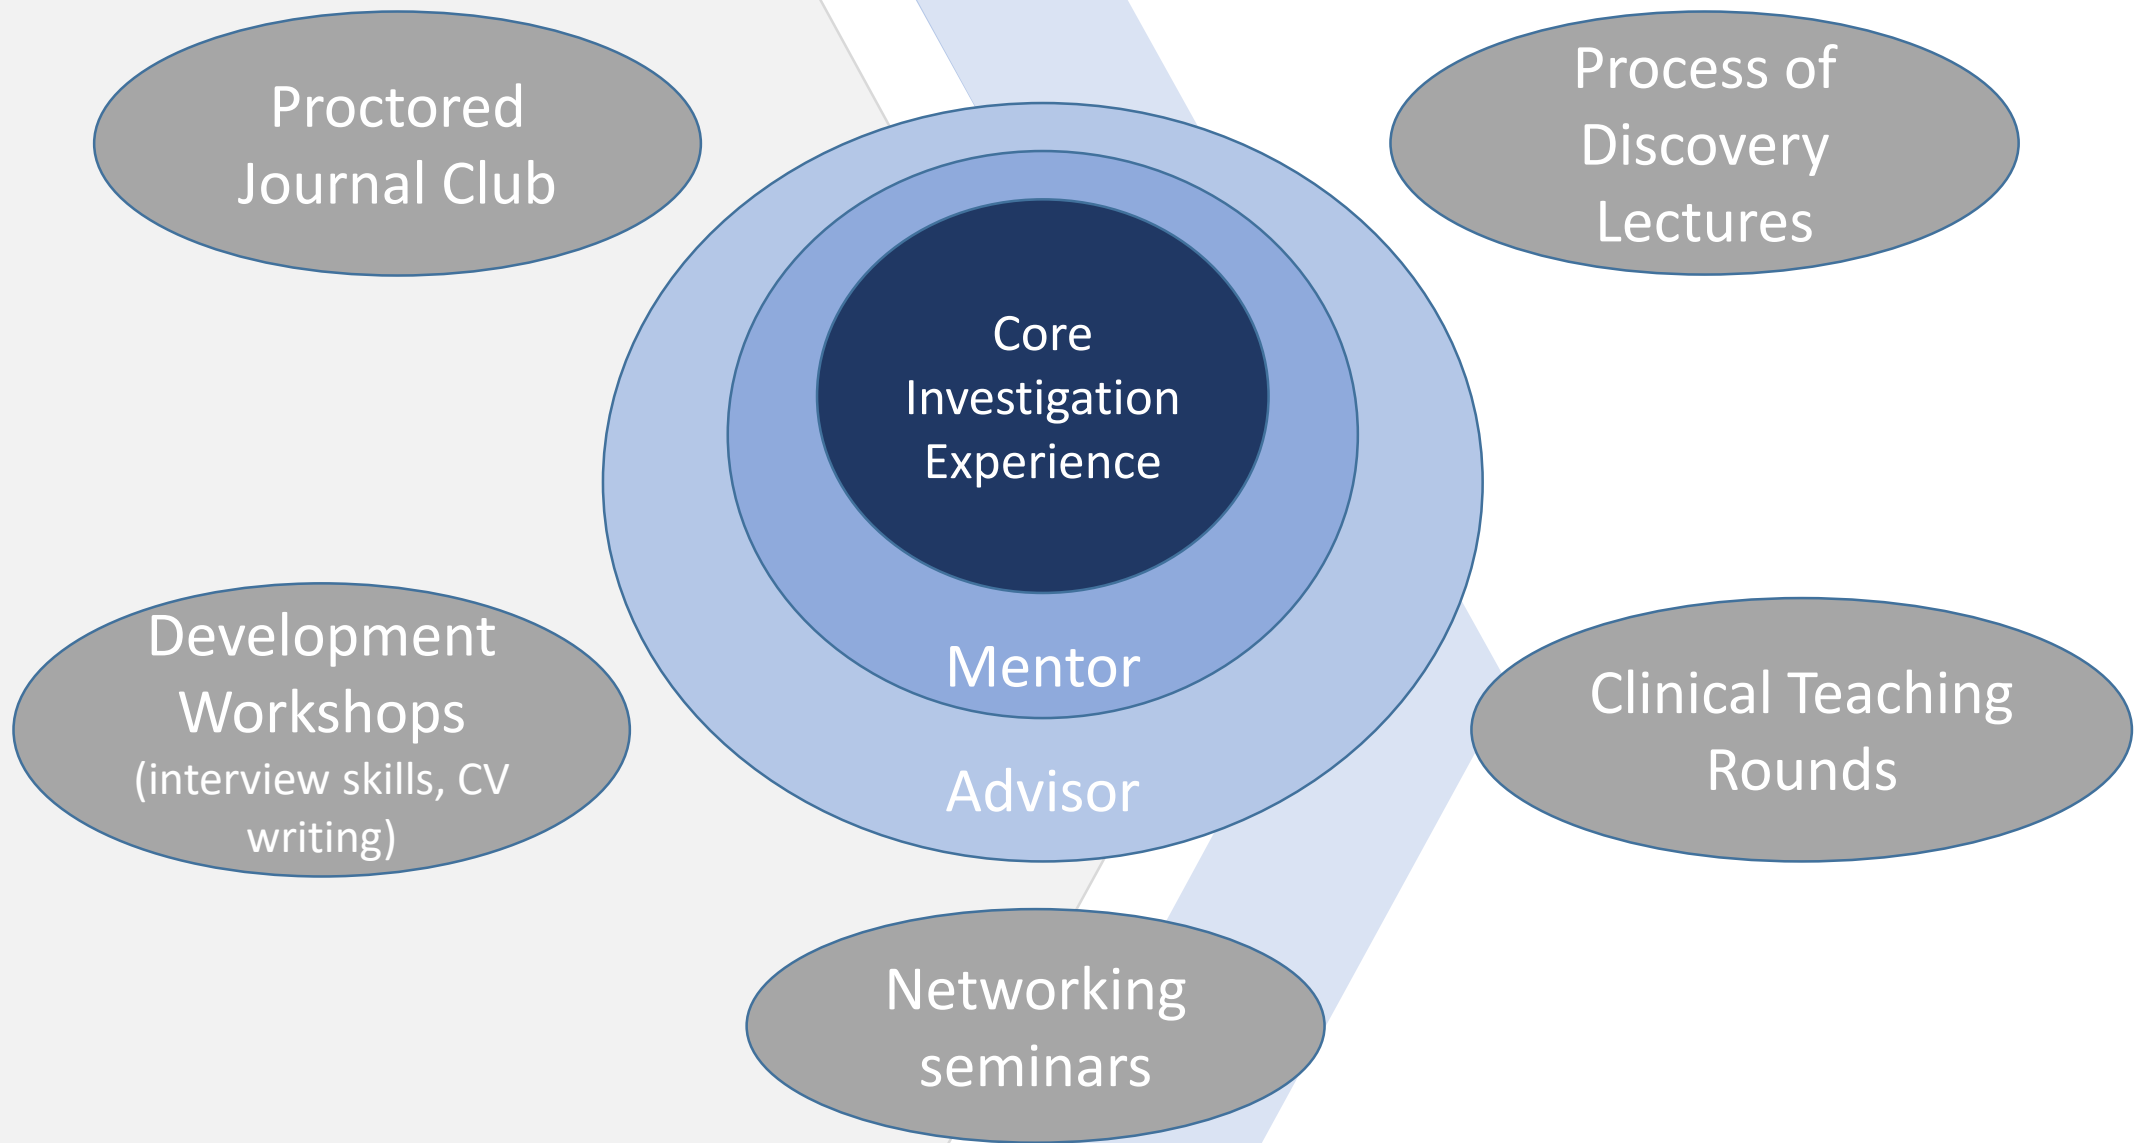 Proctored
Journal Club
Process of
Discovery
Lectures
Core
Investigation
Experience
Mentor
Advisor
Development
Workshops
(interview skills, CV
writing)
Clinical Teaching
Rounds
Networking
seminars